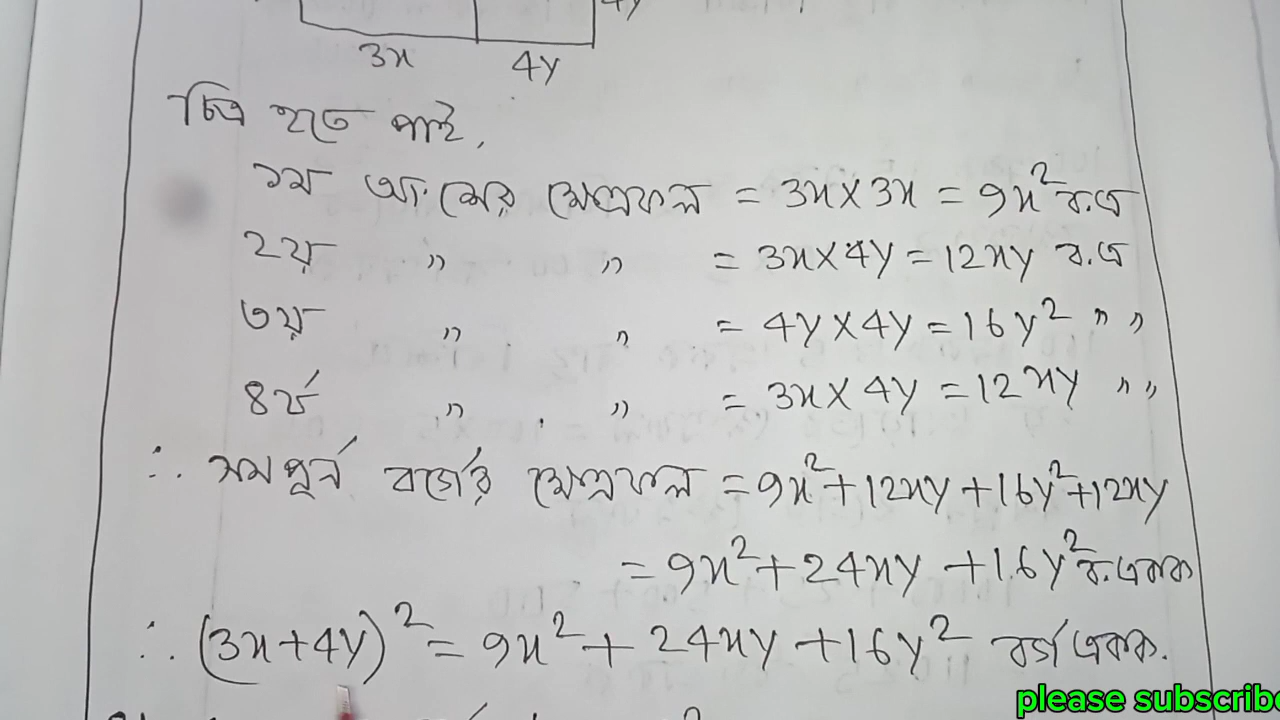 4y
3x 4y
চিত্র হতে পাই,
১ম অংশের ক্ষেত্রফল = 3x × 3x = 9x² ব.এ
২য় " " = 3x × 4y = 12xy ব.এ
৩য় " " = 4y × 4y = 16y² " "
৪র্থ " " = 3x × 4y = 12xy " "
∴ সমপূর্ন বর্গের ক্ষেত্রফল = 9x² + 12xy + 16y² + 12xy
= 9x² + 24xy + 16y² ব.একক
∴ (3x + 4y)² = 9x² + 24xy + 16y² বর্গ একক.
please subscribe